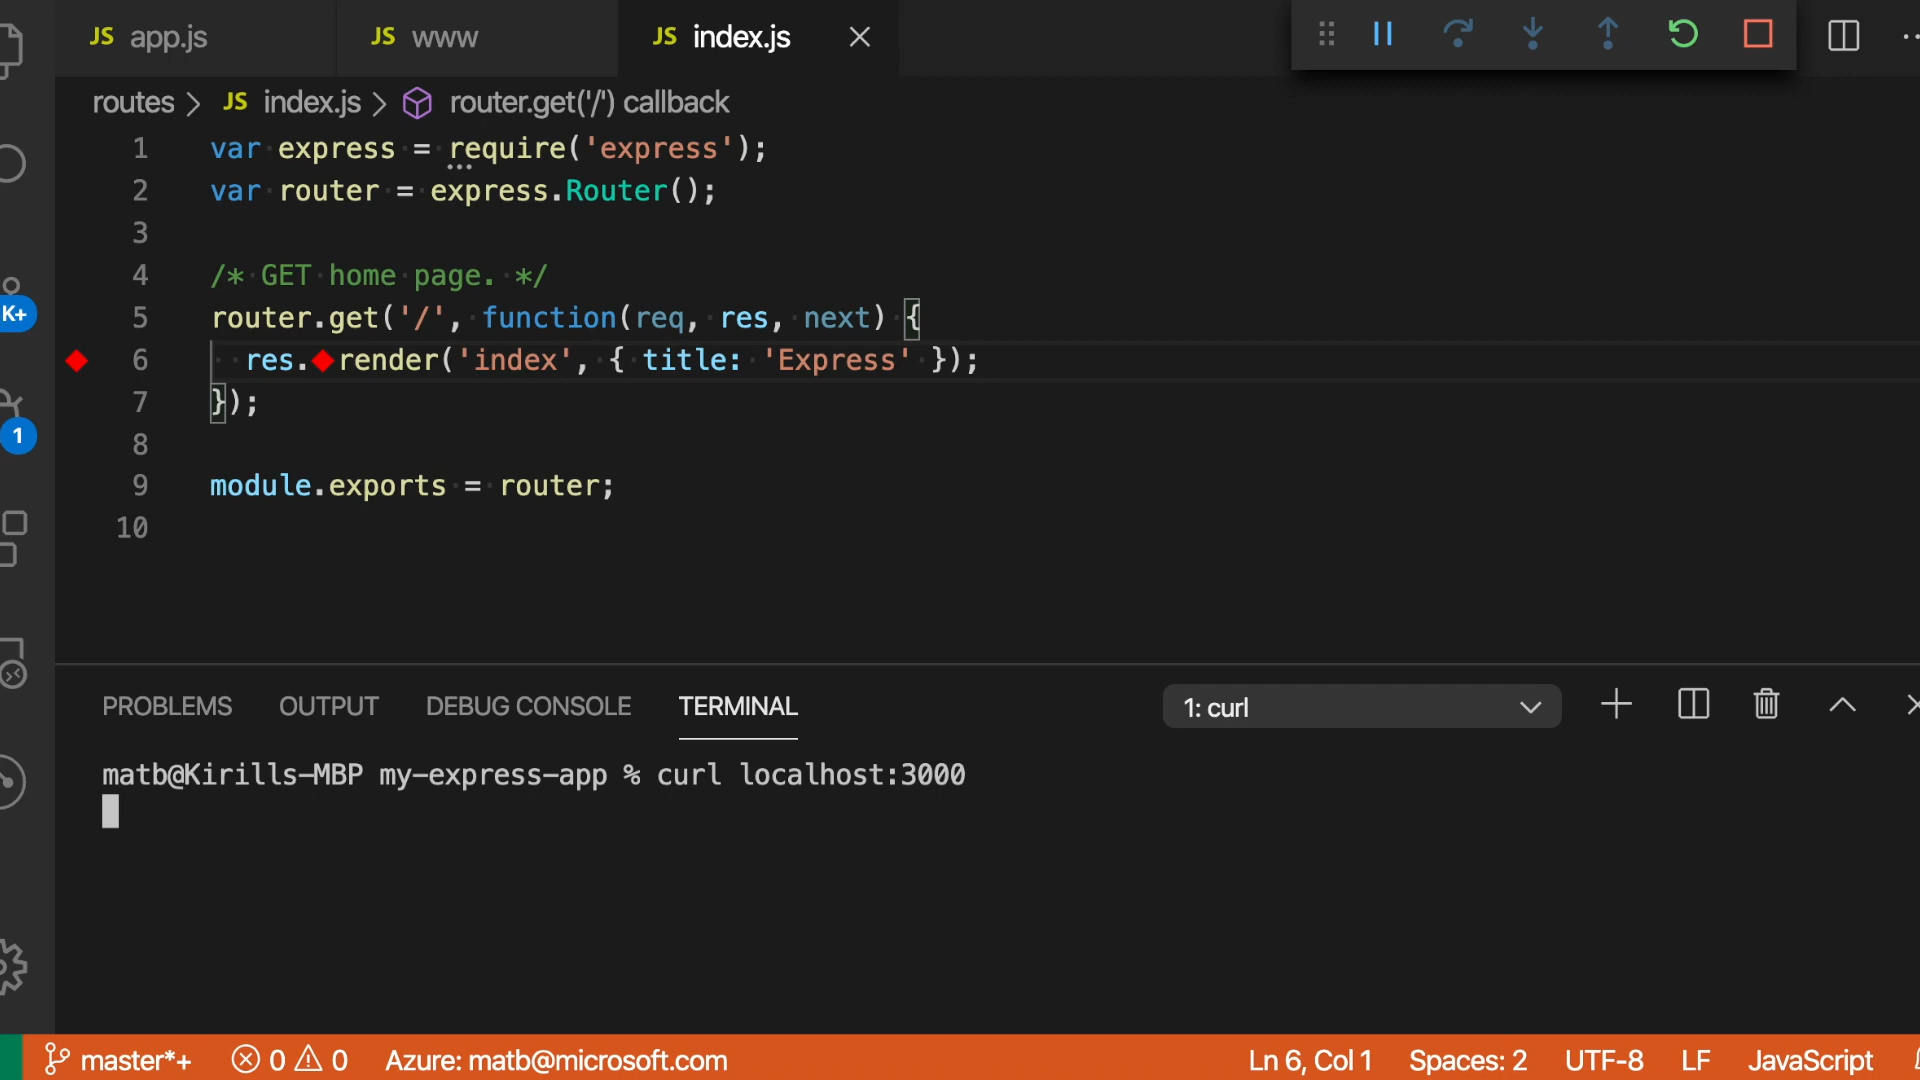 JS app.js
JS www
JS index.js
routes > JS index.js > router.get('/') callback
1 var express = require('express');
2 var router = express.Router();
3
4 /* GET home page. */
5 router.get('/', function(req, res, next) {
6 res.render('index', { title: 'Express' });
7 });
8
9 module.exports = router;
10
K+
1
PROBLEMS OUTPUT DEBUG CONSOLE TERMINAL 1: curl
matb@Kirills-MBP my-express-app % curl localhost:3000
master*+ 0 0 Azure: matb@microsoft.com Ln 6, Col 1 Spaces: 2 UTF-8 LF JavaScript